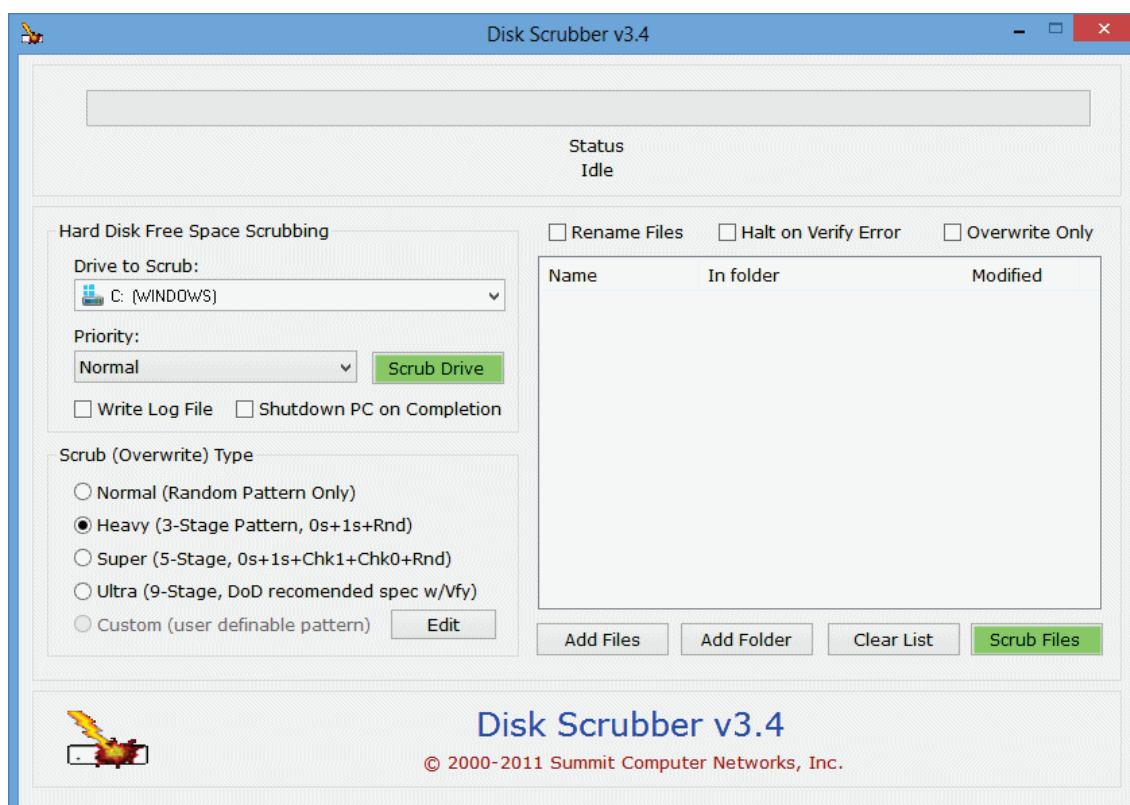 Disk Scrubber v3.4
Status
Idle
Hard Disk Free Space Scrubbing
Drive to Scrub:
C: (WINDOWS)
Priority:
Normal
Scrub Drive
Write Log File
Shutdown PC on Completion
Scrub (Overwrite) Type
Normal (Random Pattern Only)
Heavy (3-Stage Pattern, 0s+1s+Rnd)
Super (5-Stage, 0s+1s+Chk1+Chk0+Rnd)
Ultra (9-Stage, DoD recomended spec w/Vfy)
Custom (user definable pattern)
Edit
Rename Files
Halt on Verify Error
Overwrite Only
Name
In folder
Modified
Add Files
Add Folder
Clear List
Scrub Files
Disk Scrubber v3.4
© 2000-2011 Summit Computer Networks, Inc.